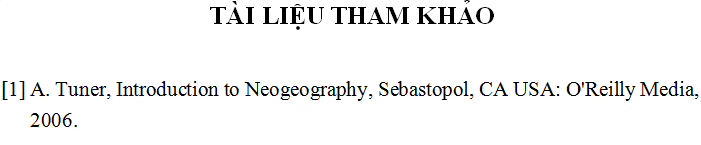 TÀI LIỆU THAM KHẢO
[1] A. Tuner, Introduction to Neogeography, Sebastopol, CA USA: O'Reilly Media,
2006.